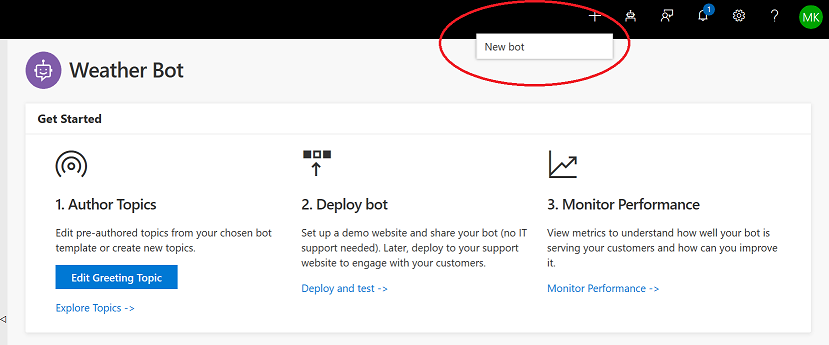 1
MK
New bot
Weather Bot
Get Started
1. Author Topics
Edit pre-authored topics from your chosen bot
template or create new topics.
Edit Greeting Topic
Explore Topics ->
2. Deploy bot
Set up a demo website and share your bot (no IT
support needed). Later, deploy to your support
website to engage with your customers.
Deploy and test ->
3. Monitor Performance
View metrics to understand how well your bot is
serving your customers and how can you improve
it.
Monitor Performance ->